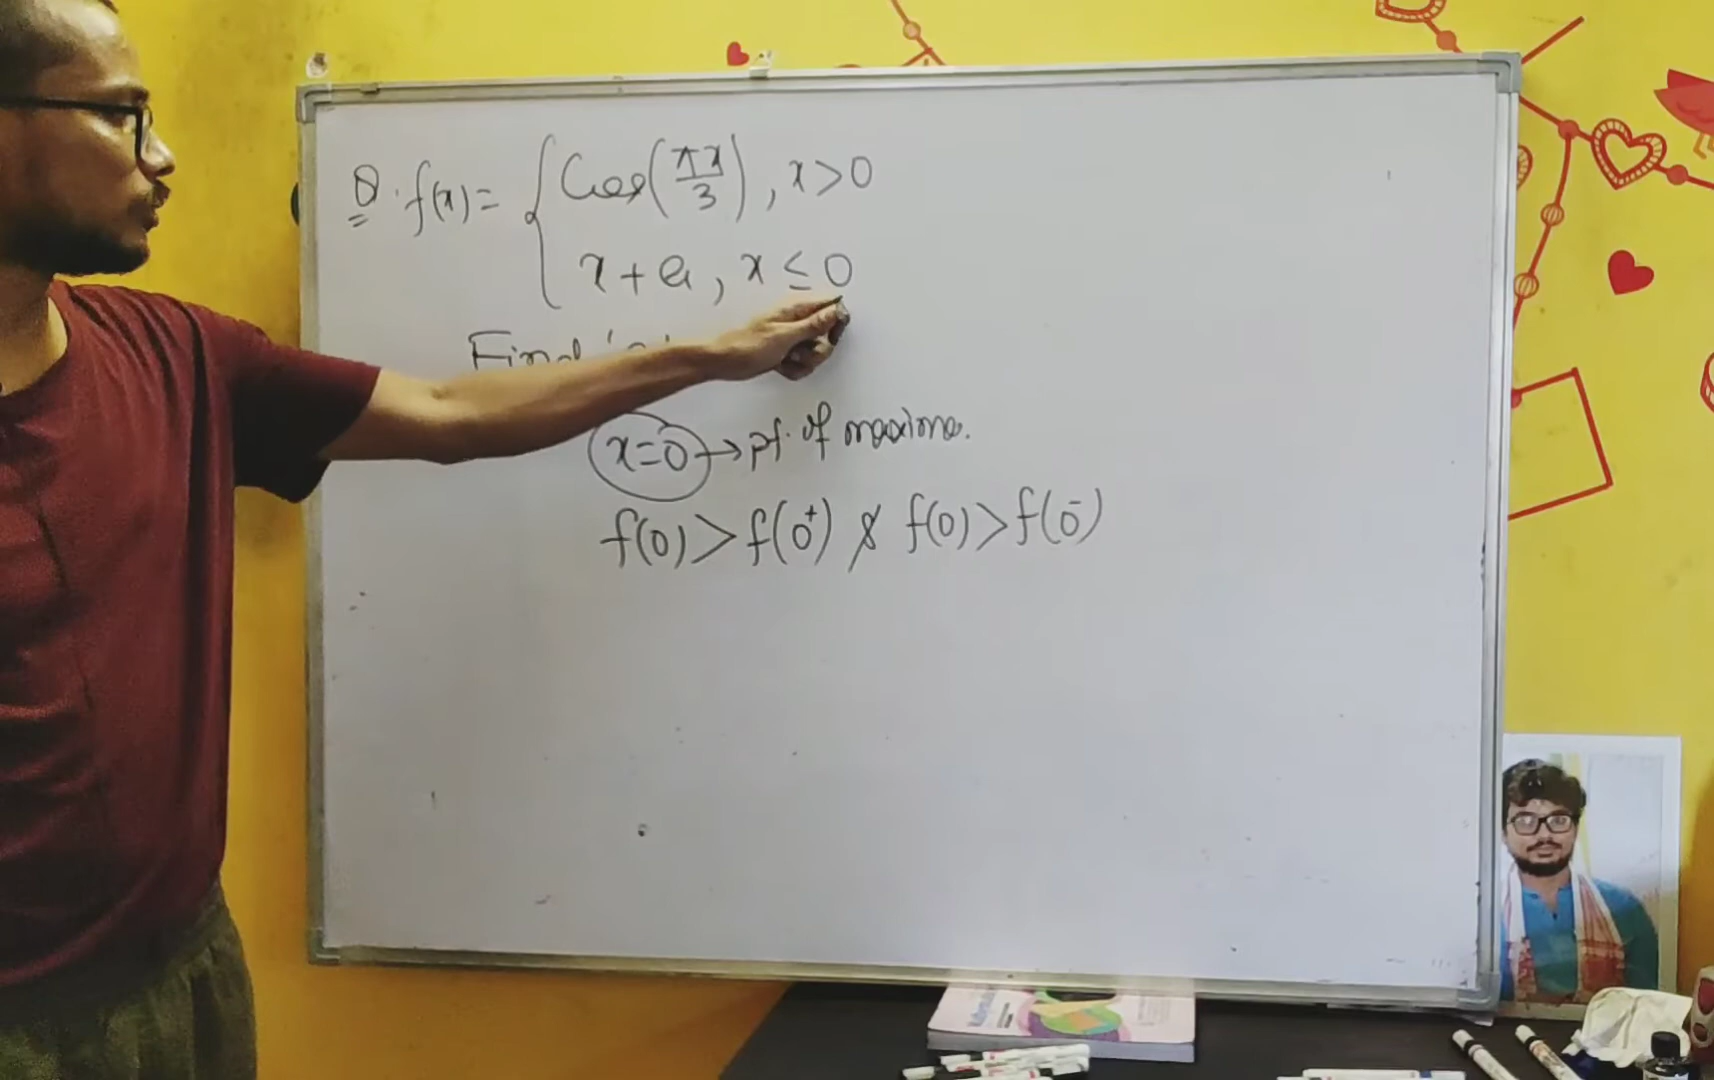 Q. f(x) = { Cos(πx/3), x>0
x + a, x ≤ 0
Find 'a'
x=0 → pt. of maxima.
f(0) > f(0⁺) & f(0) > f(0⁻)